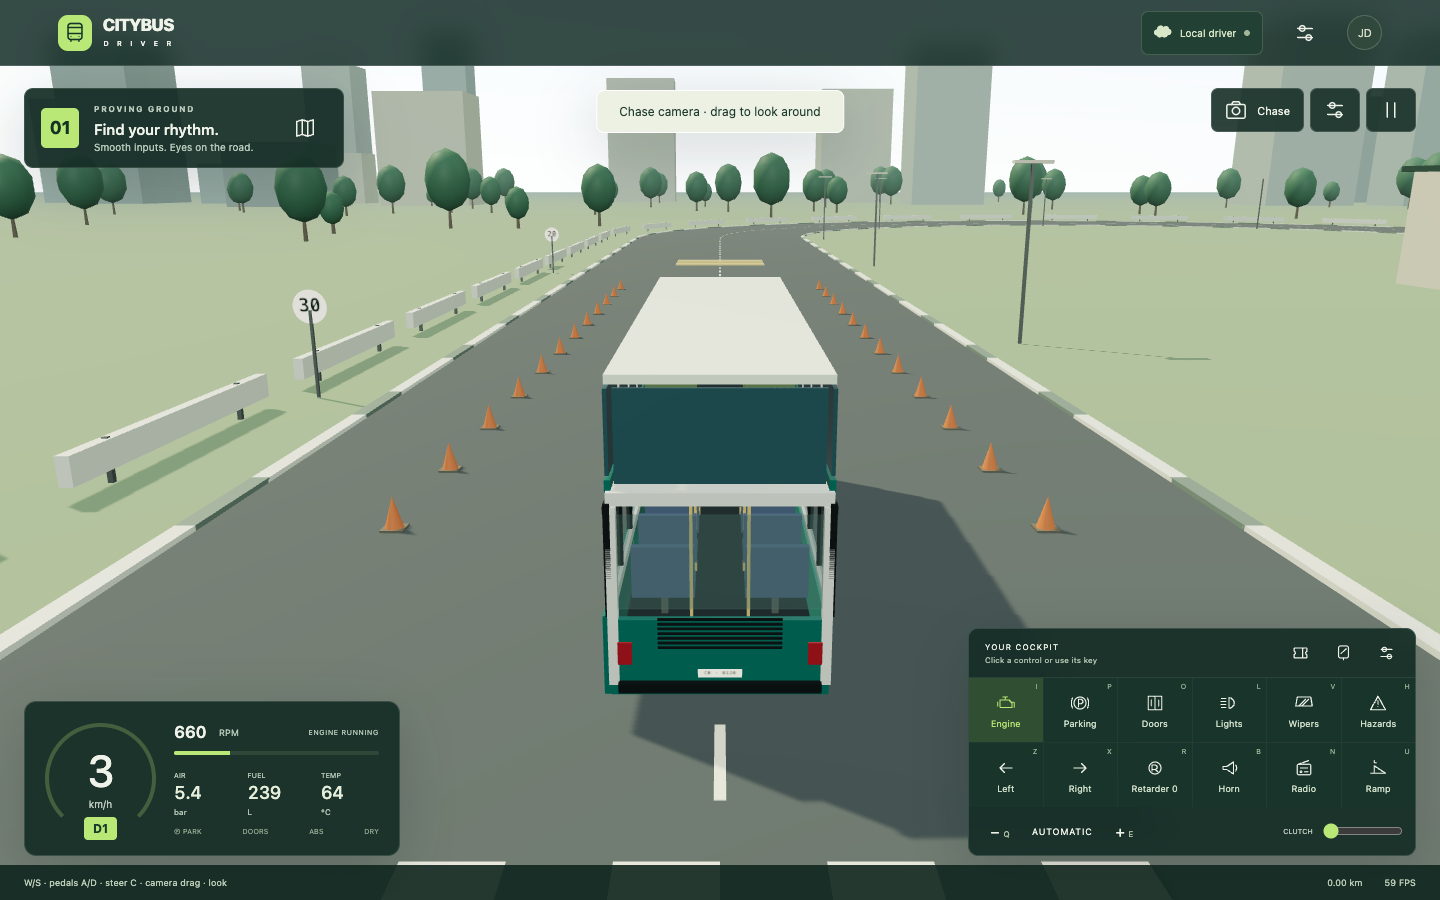 CITYBUS
DRIVER
Local driver
JD
01
PROVING GROUND
Find your rhythm.
Smooth inputs. Eyes on the road.
Chase camera · drag to look around
Chase
20
30
YOUR COCKPIT
Click a control or use its key
I
Engine
P
Parking
O
Doors
L
Lights
V
Wipers
H
Hazards
Z
Left
X
Right
R
Retarder 0
B
Horn
N
Radio
U
Ramp
− Q AUTOMATIC + E
CLUTCH
3
km/h
D1
660 RPM
ENGINE RUNNING
AIR
5.4
bar
FUEL
239
L
TEMP
64
°C
Ⓟ PARK
DOORS
ABS
DRY
W/S · pedals A/D · steer C · camera drag · look
0.00 km
59 FPS